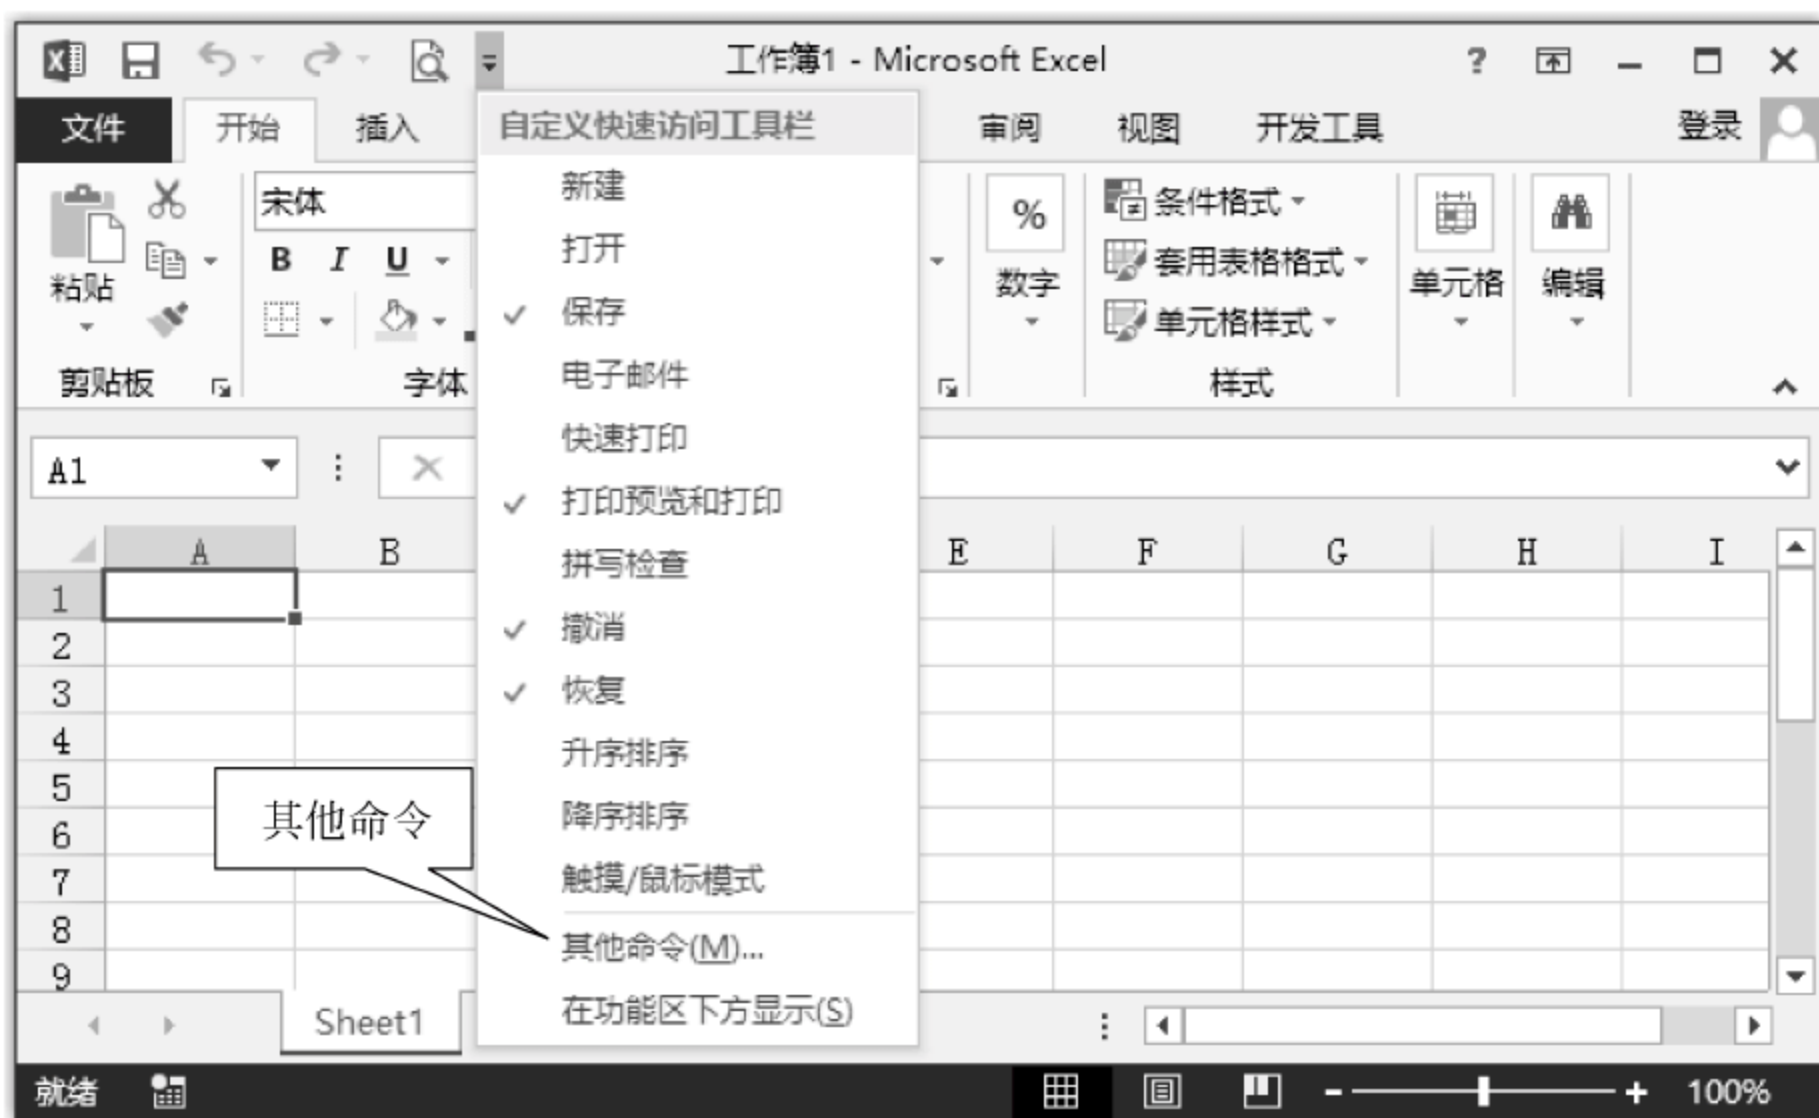 工作簿1 - Microsoft Excel ?
文件 开始 插入 审阅 视图 开发工具 登录
自定义快速访问工具栏
新建
打开
保存
电子邮件
快速打印
打印预览和打印
拼写检查
撤消
恢复
升序排序
降序排序
触摸/鼠标模式
其他命令(M)...
在功能区下方显示(S)
粘贴
剪贴板
宋体
B I U
字体
%
数字
条件格式
套用表格格式
单元格样式
样式
单元格
编辑
A1
A B E F G H I
1
2
3
4
5
6
7
8
9
其他命令
Sheet1
就绪 100%